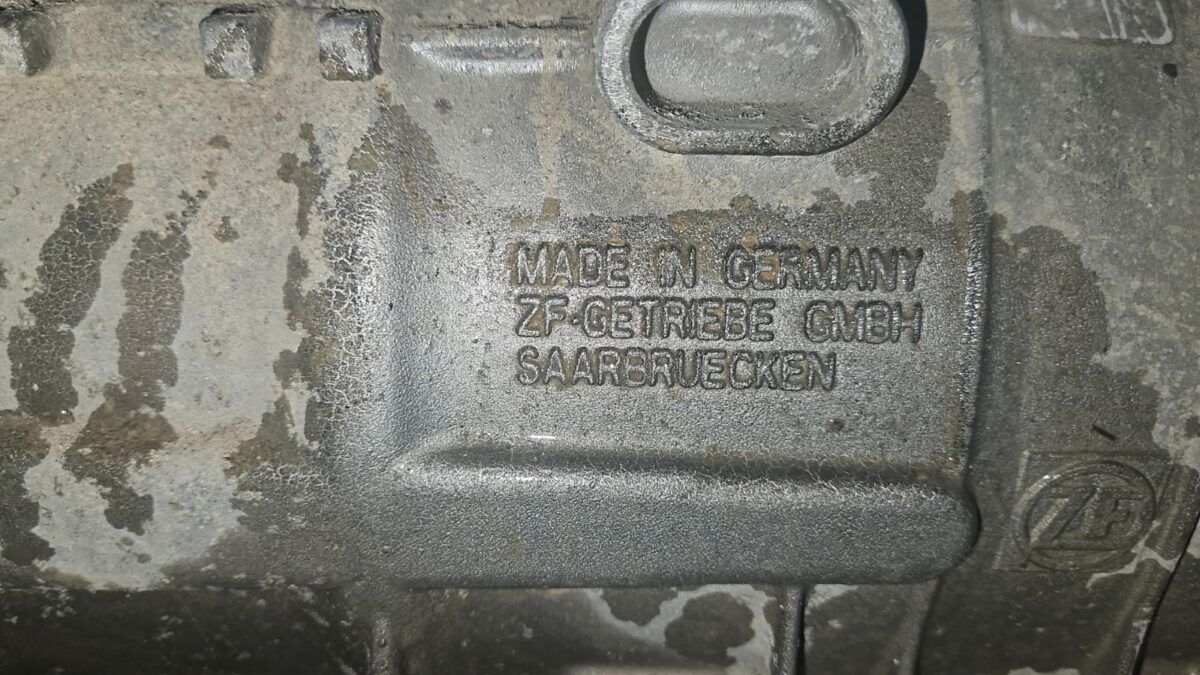 MADE IN GERMANY
ZF-GETRIEBE GMBH
SAARBRUECKEN
ZF